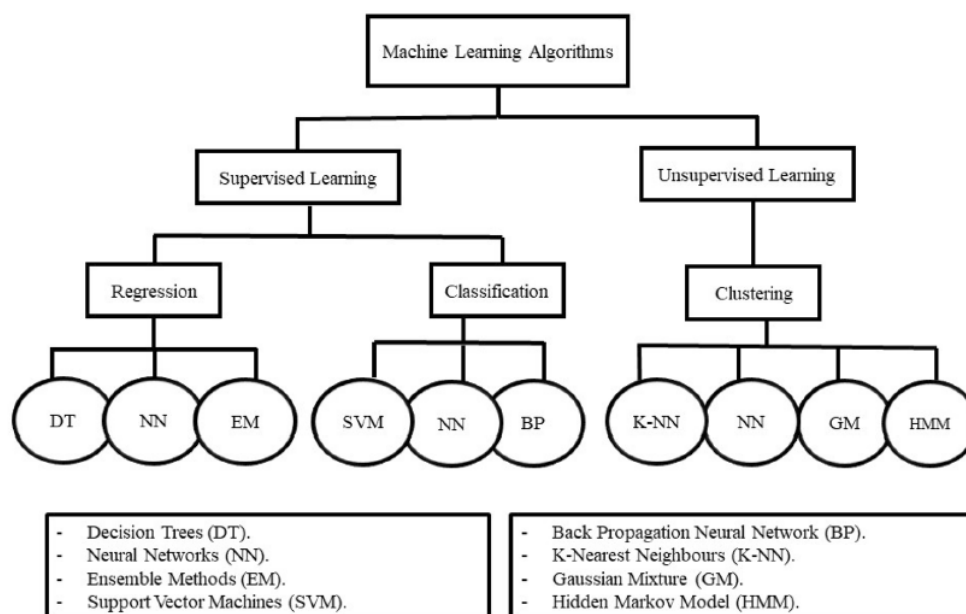 Machine Learning Algorithms
Supervised Learning
Unsupervised Learning
Regression
Classification
Clustering
DT
NN
EM
SVM
NN
BP
K-NN
NN
GM
HMM
- Decision Trees (DT).
- Neural Networks (NN).
- Ensemble Methods (EM).
- Support Vector Machines (SVM).
- Back Propagation Neural Network (BP).
- K-Nearest Neighbours (K-NN).
- Gaussian Mixture (GM).
- Hidden Markov Model (HMM).